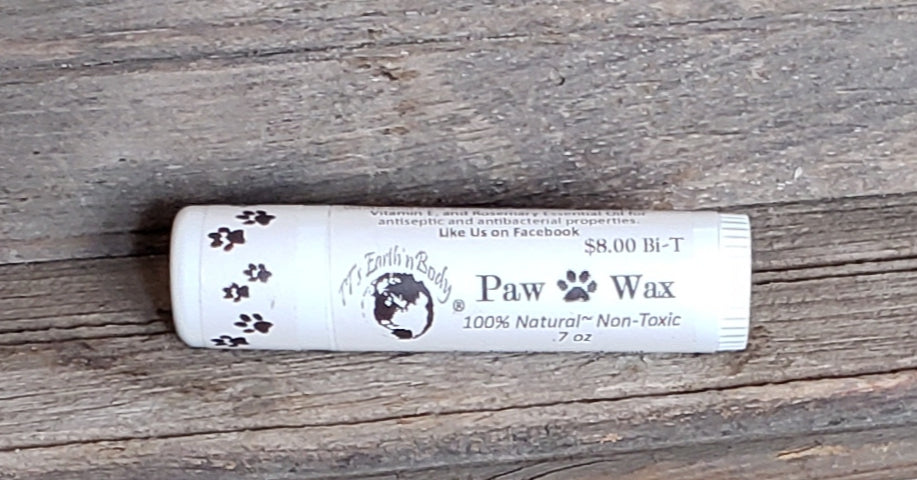 Vitamin E, and Rosemary Essential Oil for
antiseptic and antibacterial properties.
Like Us on Facebook
$8.00 Bi-T
TT's Earth'n Body ®
Paw Wax
100% Natural~ Non-Toxic
.7 oz